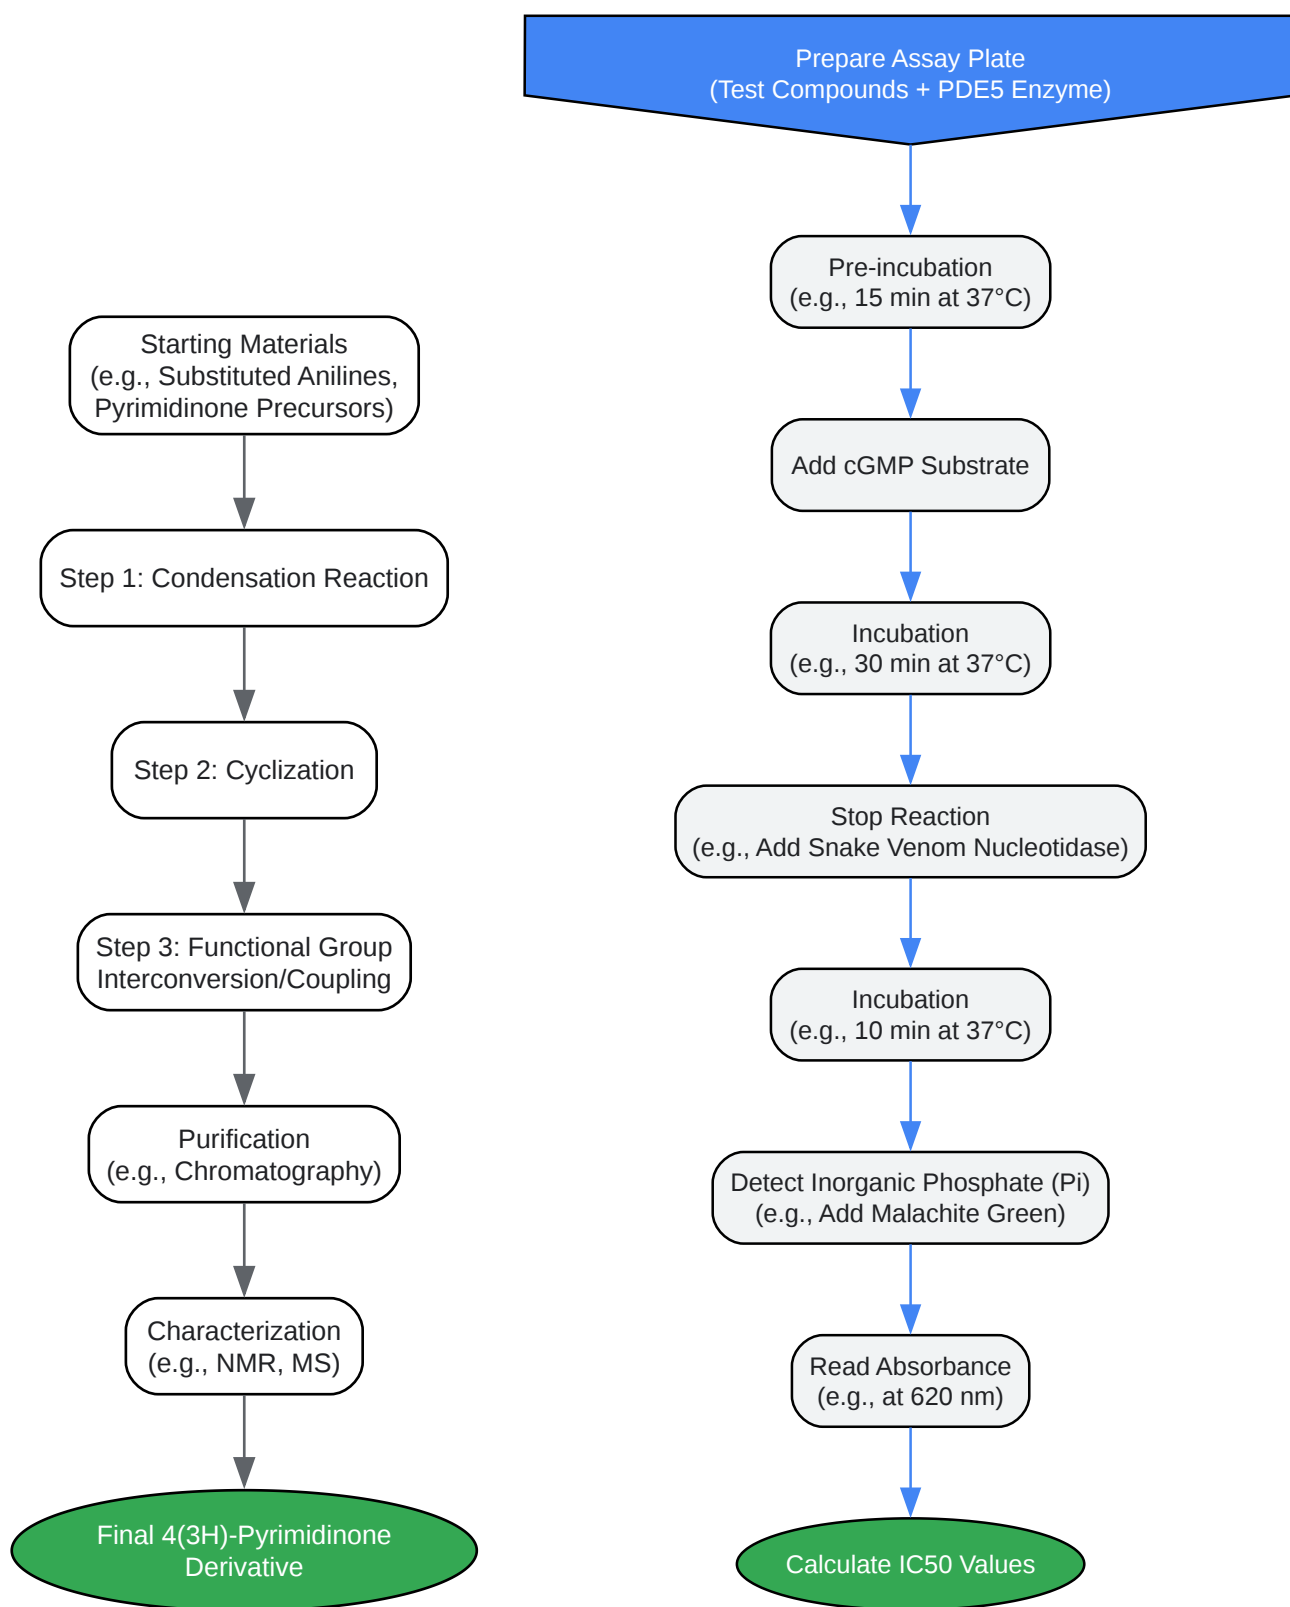 Starting Materials
(e.g., Substituted Anilines,
Pyrimidinone Precursors)
Step 1: Condensation Reaction
Step 2: Cyclization
Step 3: Functional Group
Interconversion/Coupling
Purification
(e.g., Chromatography)
Characterization
(e.g., NMR, MS)
Final 4(3H)-Pyrimidinone
Derivative
Prepare Assay Plate
(Test Compounds + PDE5 Enzyme)
Pre-incubation
(e.g., 15 min at 37°C)
Add cGMP Substrate
Incubation
(e.g., 30 min at 37°C)
Stop Reaction
(e.g., Add Snake Venom Nucleotidase)
Incubation
(e.g., 10 min at 37°C)
Detect Inorganic Phosphate (Pi)
(e.g., Add Malachite Green)
Read Absorbance
(e.g., at 620 nm)
Calculate IC50 Values